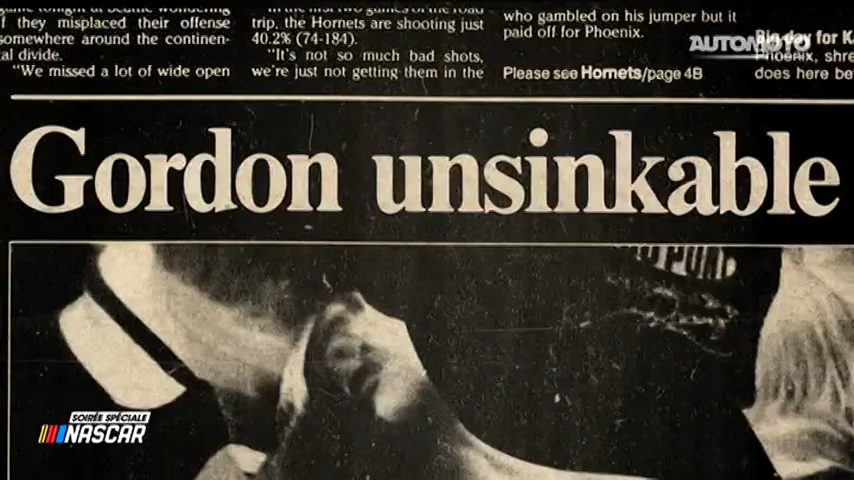 if they misplaced their offense
somewhere around the continen-
tal divide.
"We missed a lot of wide open
trip, the Hornets are shooting just
40.2% (74-184).
"It's not so much bad shots,
we're just not getting them in the
who gambled on his jumper but it
paid off for Phoenix.
Please see Hornets/page 4B
Big day for K
Phoenix, shre
does here be
AUTOMOTO
Gordon unsinkable
SOIRÉE SPÉCIALE
NASCAR